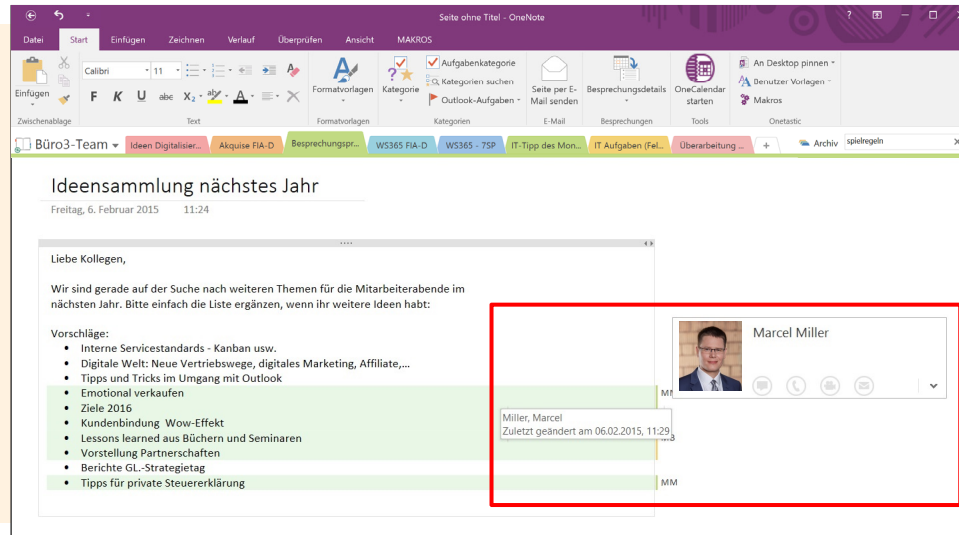 Seite ohne Titel - OneNote
?
Datei Start Einfügen Zeichnen Verlauf Überprüfen Ansicht MAKROS
Einfügen
Calibri 11
F K U abc X₂ aby A
Formatvorlagen
Kategorie
Aufgabenkategorie
Kategorien suchen
Outlook-Aufgaben
Seite per E-Mail senden
Besprechungsdetails
OneCalendar starten
An Desktop pinnen
Benutzer Vorlagen
Makros
Zwischenablage Text Formatvorlagen Kategorien E-Mail Besprechungen Tools Onetastic
Büro3-Team Ideen Digitalisier... Akquise FIA-D Besprechungspr... WS365 FIA-D WS365 - 7SP IT-Tipp des Mon... IT Aufgaben (Fel... Überarbeitung ... + Archiv spielregeln
Ideensammlung nächstes Jahr
Freitag, 6. Februar 2015 11:24
Liebe Kollegen,
Wir sind gerade auf der Suche nach weiteren Themen für die Mitarbeiterabende im
nächsten Jahr. Bitte einfach die Liste ergänzen, wenn ihr weitere Ideen habt:
Vorschläge:
• Interne Servicestandards - Kanban usw.
• Digitale Welt: Neue Vertriebswege, digitales Marketing, Affiliate,...
• Tipps und Tricks im Umgang mit Outlook
• Emotional verkaufen
• Ziele 2016
• Kundenbindung Wow-Effekt
• Lessons learned aus Büchern und Seminaren
• Vorstellung Partnerschaften
• Berichte GL.-Strategietag
• Tipps für private Steuererklärung
MM
Marcel Miller
Miller, Marcel
Zuletzt geändert am 06.02.2015, 11:29